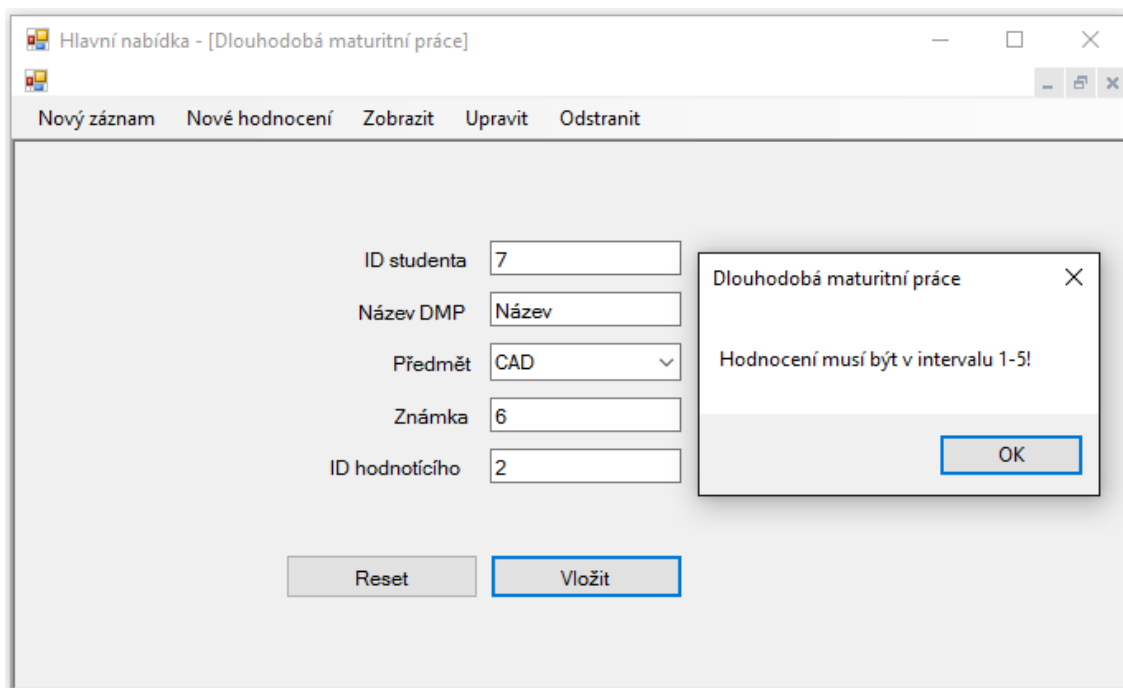 Hlavní nabídka - [Dlouhodobá maturitní práce]
Nový záznam Nové hodnocení Zobrazit Upravit Odstranit
ID studenta 7
Název DMP Název
Předmět CAD
Známka 6
ID hodnotícího 2
Reset Vložit
Dlouhodobá maturitní práce
Hodnocení musí být v intervalu 1-5!
OK